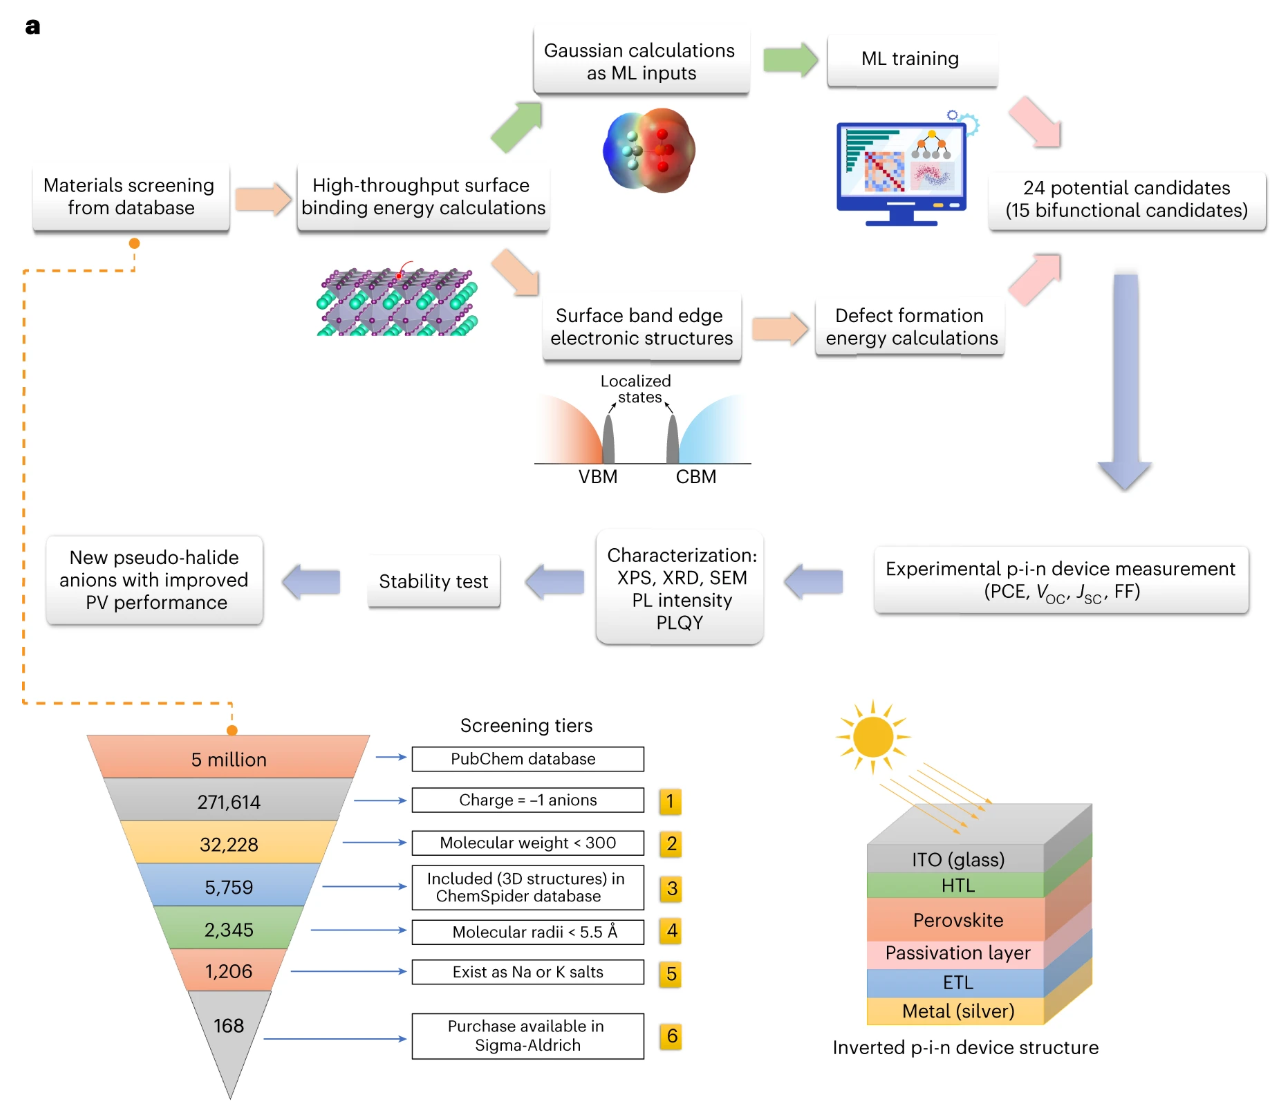 a
Gaussian calculations
as ML inputs
ML training
Materials screening
from database
High-throughput surface
binding energy calculations
24 potential candidates
(15 bifunctional candidates)
Surface band edge
electronic structures
Defect formation
energy calculations
Localized
states
VBM
CBM
New pseudo-halide
anions with improved
PV performance
Stability test
Characterization:
XPS, XRD, SEM
PL intensity
PLQY
Experimental p-i-n device measurement
(PCE, VOC, JSC, FF)
Screening tiers
5 million
PubChem database
271,614
Charge = –1 anions
1
32,228
Molecular weight < 300
2
5,759
Included (3D structures) in
ChemSpider database
3
2,345
Molecular radii < 5.5 Å
4
1,206
Exist as Na or K salts
5
168
Purchase available in
Sigma-Aldrich
6
ITO (glass)
HTL
Perovskite
Passivation layer
ETL
Metal (silver)
Inverted p-i-n device structure